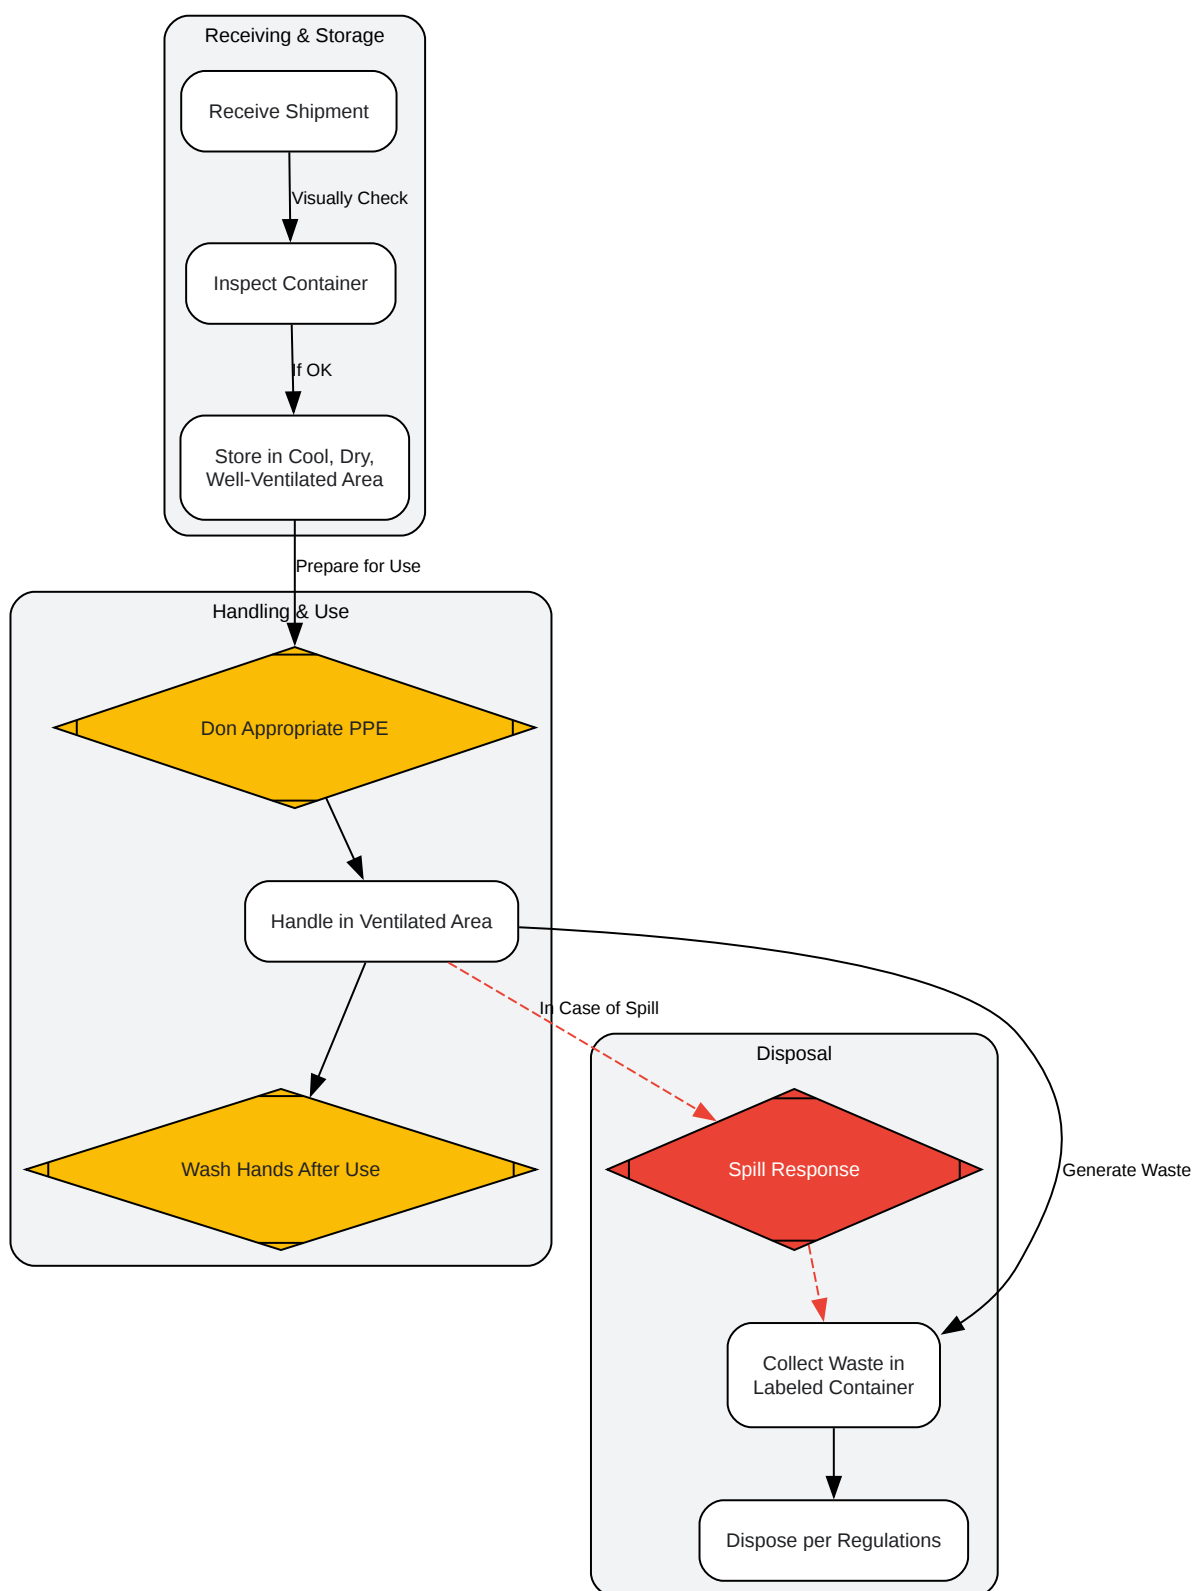 Receiving & Storage
Receive Shipment
Visually Check
Inspect Container
If OK
Store in Cool, Dry,
Well-Ventilated Area
Prepare for Use
Handling & Use
Don Appropriate PPE
Handle in Ventilated Area
In Case of Spill
Disposal
Wash Hands After Use
Spill Response
Generate Waste
Collect Waste in
Labeled Container
Dispose per Regulations